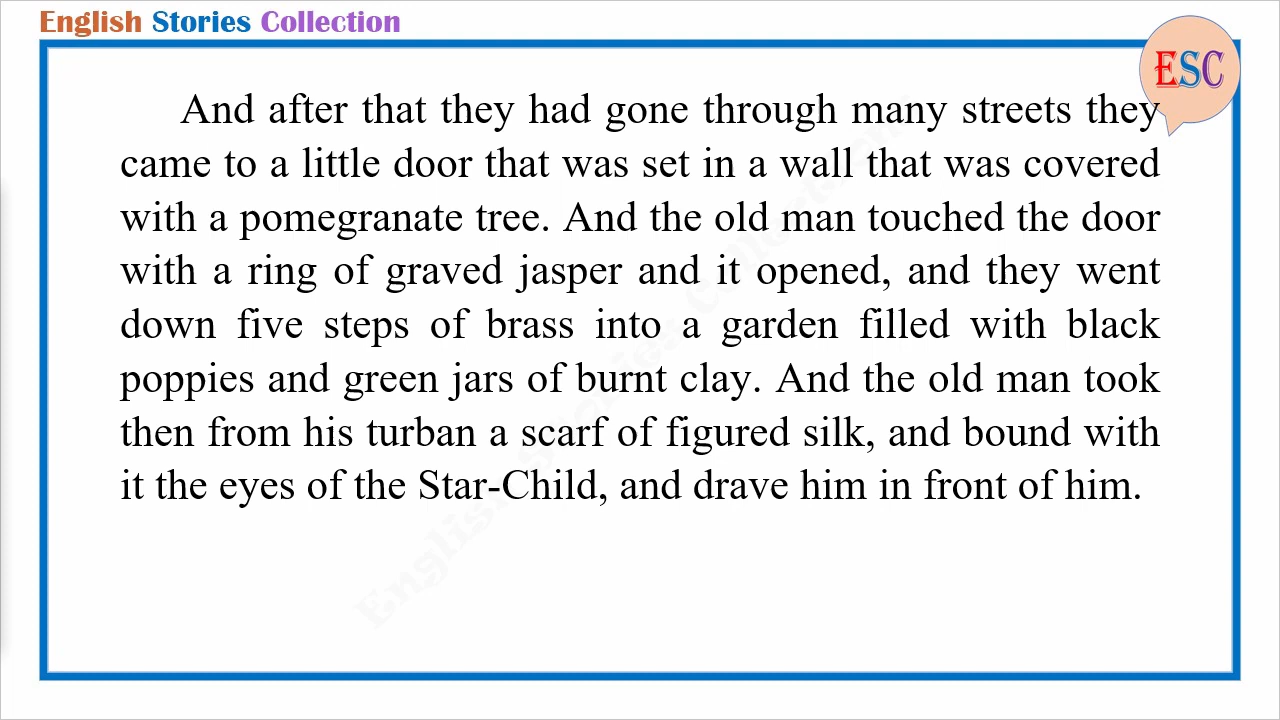 English Stories Collection
ESC
And after that they had gone through many streets they
came to a little door that was set in a wall that was covered
with a pomegranate tree. And the old man touched the door
with a ring of graved jasper and it opened, and they went
down five steps of brass into a garden filled with black
poppies and green jars of burnt clay. And the old man took
then from his turban a scarf of figured silk, and bound with
it the eyes of the Star-Child, and drave him in front of him.
English Stories Collection